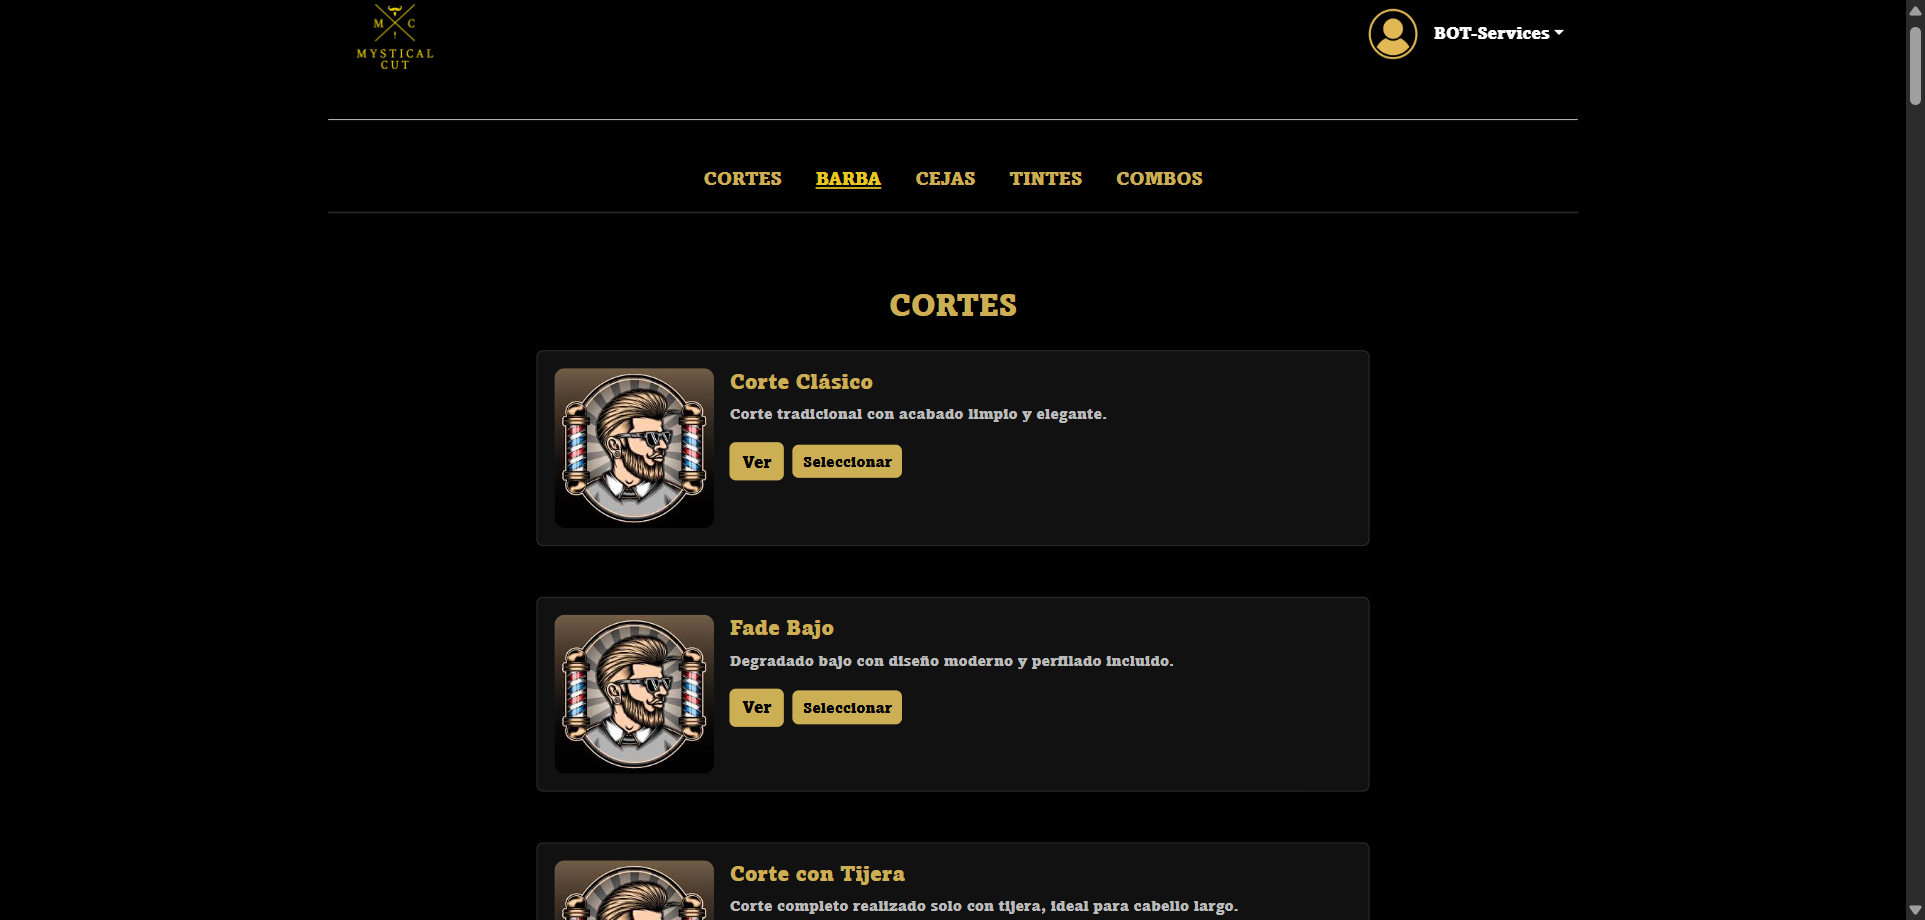 M C
MYSTICAL
CUT
BOT-Services
CORTES BARBA CEJAS TINTES COMBOS
CORTES
Corte Clásico
Corte tradicional con acabado limpio y elegante.
Ver Seleccionar
Fade Bajo
Degradado bajo con diseño moderno y perfilado incluido.
Ver Seleccionar
Corte con Tijera
Corte completo realizado solo con tijera, ideal para cabello largo.